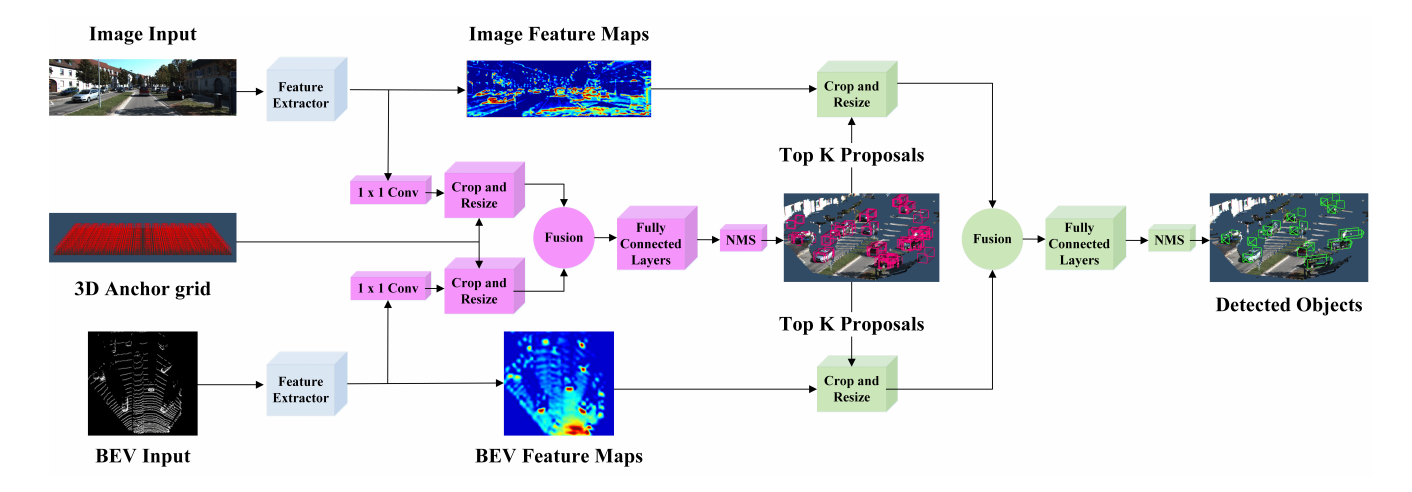 Image Input
Image Feature Maps
Feature
Extractor
Crop and
Resize
Top K Proposals
1 x 1 Conv
Crop and
Resize
Fusion
Fully
Connected
Layers
NMS
Fusion
Fully
Connected
Layers
NMS
3D Anchor grid
1 x 1 Conv
Crop and
Resize
Detected Objects
Top K Proposals
Feature
Extractor
Crop and
Resize
BEV Input
BEV Feature Maps